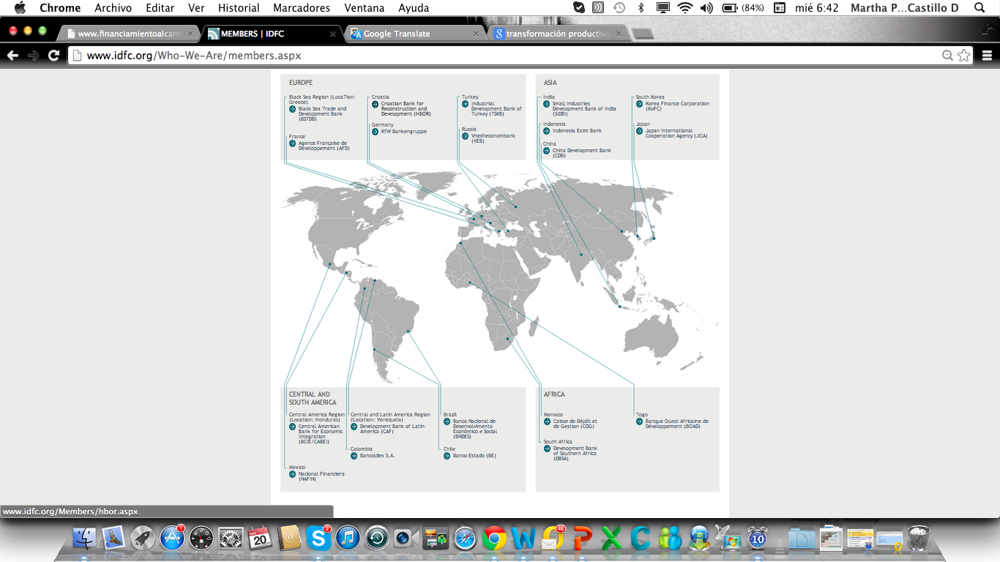 Chrome Archivo Editar Ver Historial Marcadores Ventana Ayuda (84%) mié 6:42 Martha P...Castillo D
www.financiamientoalcam MEMBERS | IDFC Google Translate transformación productiva
www.idfc.org/Who-We-Are/members.aspx
EUROPE
Black Sea Region (LocaTion:
Greece)
Black Sea Trade and
Development Bank
(BSTDB)
France
Agence Française de
Développement (AFD)
Croatia
Croatian Bank for
Reconstruction and
Development (HBOR)
Germany
KfW Bankengruppe
Turkey
Industrial
Development Bank of
Turkey (TSKB)
Russia
Vnesheconombank
(VEB)
ASIA
India
Small Industries
Development Bank of India
(SIDBI)
Indonesia
Indonesia Exim Bank
China
China Development Bank
(CDB)
South Korea
Korea Finance Corporation
(KoFC)
Japan
Japan International
Cooperation Agency (JICA)
CENTRAL AND
SOUTH AMERICA
Central America Region
(Location: Honduras)
Central American
Bank for Economic
Integration
(BCIE/CABEI)
Mexico
Nacional Financiera
(NAFIN)
Central and Latin America Region
(Location: Venezuela)
Development Bank of Latin
America (CAF)
Colombia
Bancoldex S.A.
Brazil
Banco Nacional de
Desenvolvimento
Econômico e Social
(BNDES)
Chile
Banco Estado (BE)
AFRICA
Morocco
Caisse de Dépôt et
de Gestion (CDG)
South Africa
Development Bank
of Southern Africa
(DBSA)
Togo
Banque Ouest Africaine de
Développement (BOAD)
www.idfc.org/Members/hbor.aspx
1
NOV
20
2
48
10